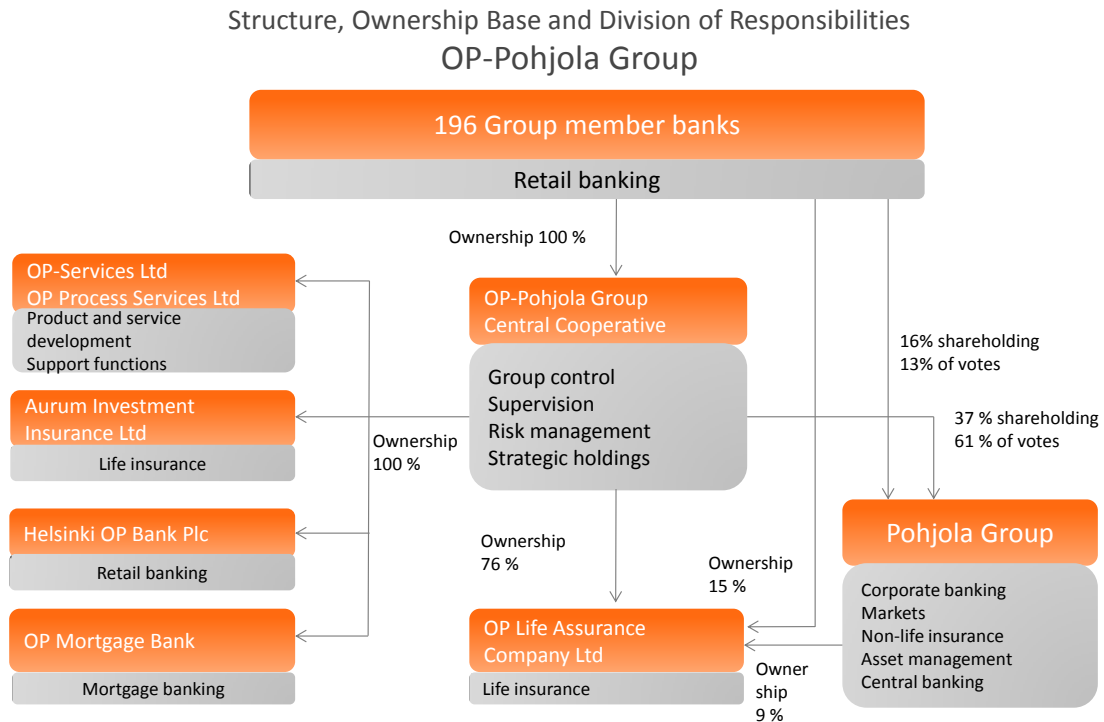 Structure, Ownership Base and Division of Responsibilities
OP-Pohjola Group
196 Group member banks
Retail banking
Ownership 100 %
OP-Services Ltd
OP Process Services Ltd
Product and service
development
Support functions
OP-Pohjola Group
Central Cooperative
Group control
Supervision
Risk management
Strategic holdings
16% shareholding
13% of votes
37 % shareholding
61 % of votes
Aurum Investment
Insurance Ltd
Life insurance
Ownership
100 %
Helsinki OP Bank Plc
Retail banking
Ownership
76 %
Ownership
15 %
Pohjola Group
Corporate banking
Markets
Non-life insurance
Asset management
Central banking
OP Mortgage Bank
Mortgage banking
OP Life Assurance
Company Ltd
Life insurance
Owner
ship
9 %